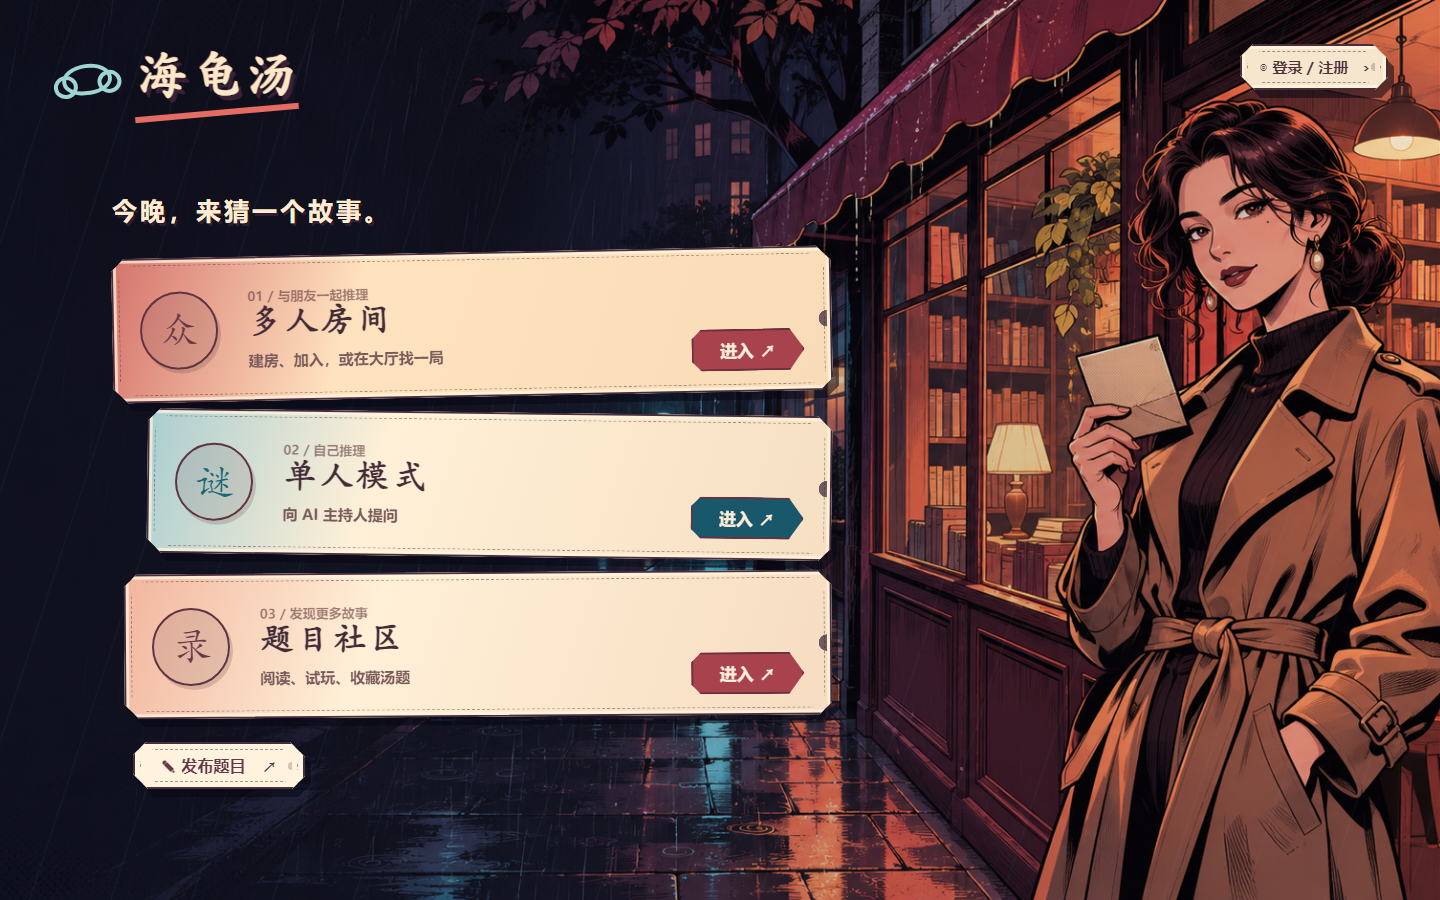 海龟汤
登录 / 注册
今晚，来猜一个故事。
众
01 / 与朋友一起推理
多人房间
建房、加入，或在大厅找一局
进入 ↗
谜
02 / 自己推理
单人模式
向 AI 主持人提问
进入 ↗
录
03 / 发现更多故事
题目社区
阅读、试玩、收藏汤题
进入 ↗
发布题目 ↗